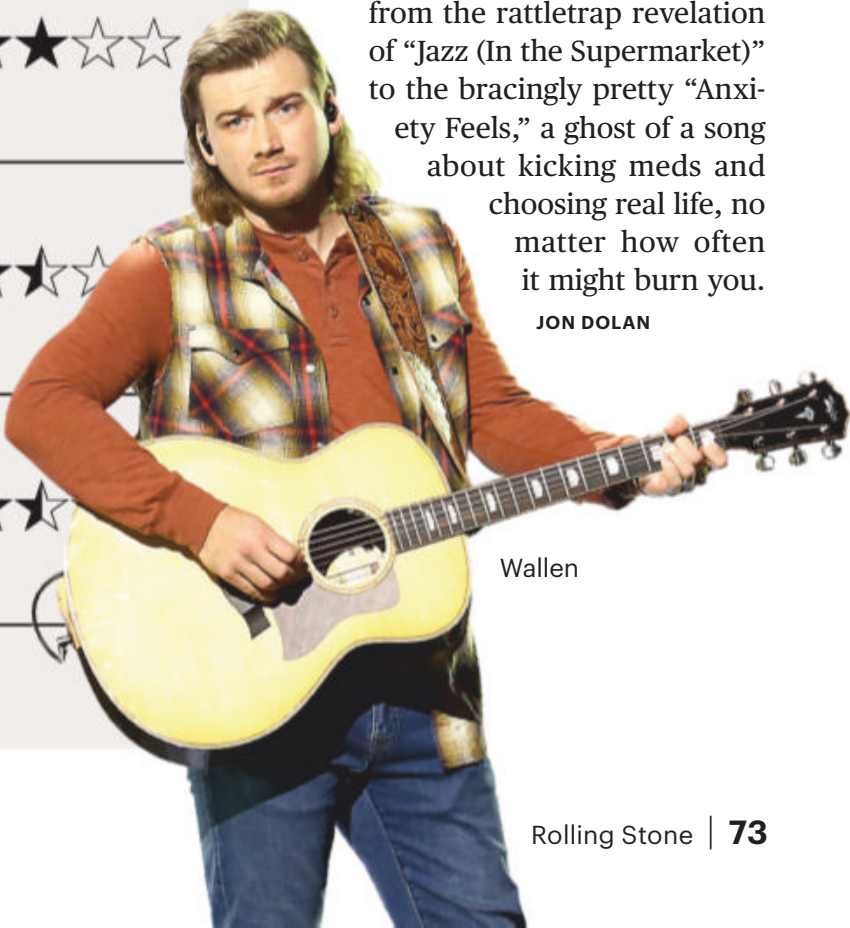 from the rattletrap revelation
of “Jazz (In the Supermarket)”
to the bracingly pretty “Anxi-
ety Feels,” a ghost of a song
about kicking meds and
choosing real life, no
matter how often
it might burn you.
JON DOLAN
Wallen
Rolling Stone | 73